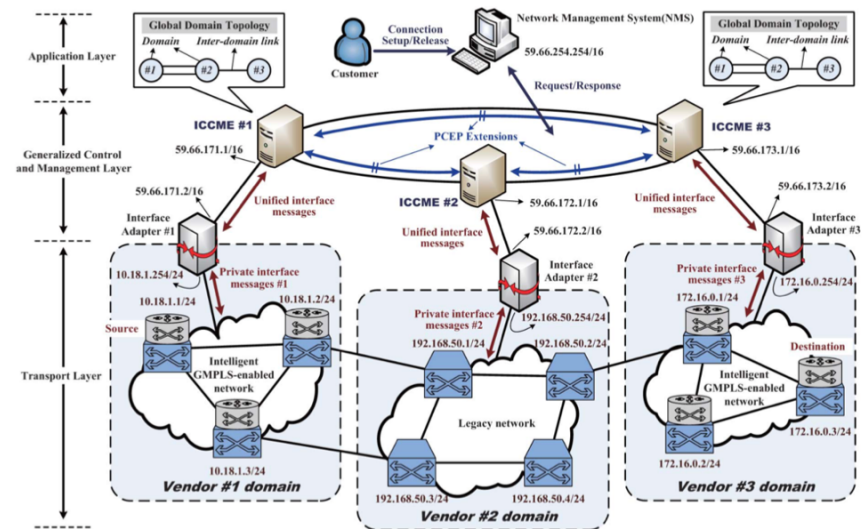 Global Domain Topology
Domain
Inter-domain link
#1
#2
#3
Connection
Setup/Release
Customer
Network Management System(NMS)
59.66.254.254/16
Request/Response
Global Domain Topology
Domain
Inter-domain link
#1
#2
#3
Application Layer
Generalized Control
and Management Layer
Transport Layer
ICCME #1
59.66.171.1/16
PCEP Extensions
ICCME #3
59.66.173.1/16
ICCME #2
59.66.172.1/16
59.66.171.2/16
Unified interface
messages
Unified interface
messages
59.66.172.2/16
Unified interface
messages
59.66.173.2/16
Interface
Adapter #1
Interface
Adapter #2
Interface
Adapter #3
10.18.1.254/24
Private interface
messages #1
10.18.1.1/24
10.18.1.2/24
Source
Intelligent
GMPLS-enabled
network
10.18.1.3/24
Vendor #1 domain
Private interface
messages #2
192.168.50.254/24
192.168.50.1/24
192.168.50.2/24
Legacy network
192.168.50.3/24
192.168.50.4/24
Vendor #2 domain
Private interface
messages #3
172.16.0.254/24
172.16.0.1/24
Destination
Intelligent
GMPLS-enabled
network
172.16.0.3/24
172.16.0.2/24
Vendor #3 domain